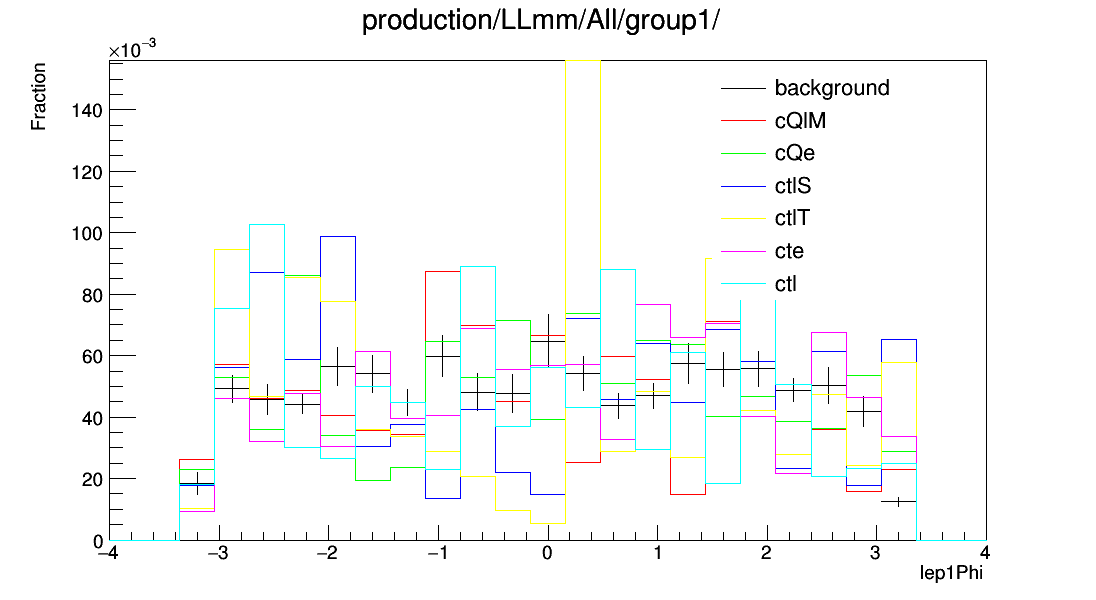 production/LLmm/All/group1/
×10⁻³
Fraction
140
120
100
80
60
40
20
0
background
cQlM
cQe
ctlS
ctlT
cte
ctl
−4 −3 −2 −1 0 1 2 3 4
lep1Phi